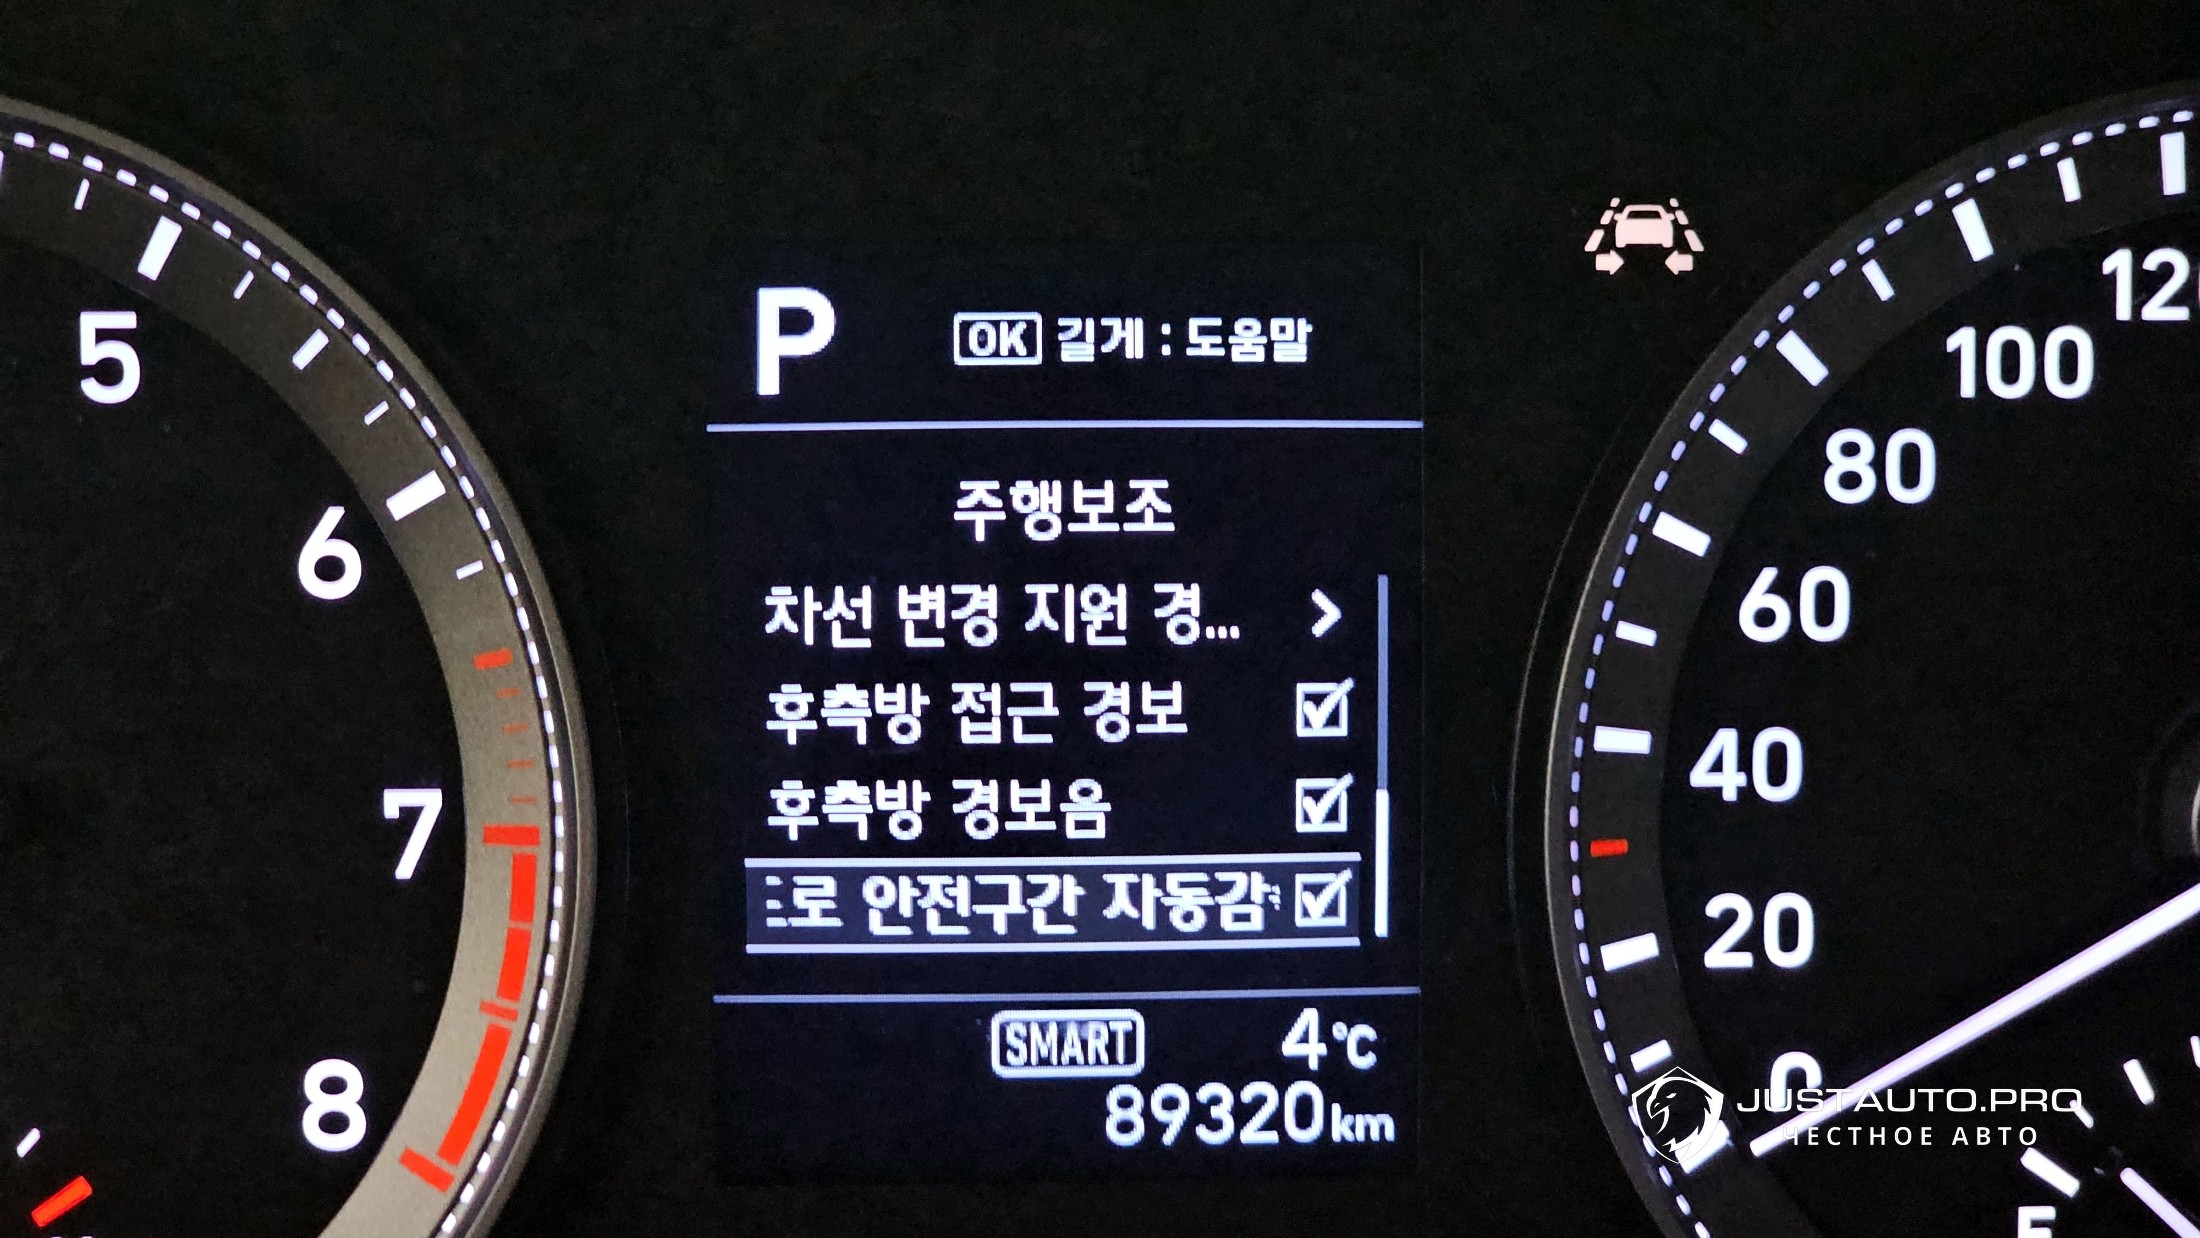 P
OK 길게 : 도움말
주행보조
차선 변경 지원 경... >
후측방 접근 경보
후측방 경보음
로 안전구간 자동감
SMART 4℃
89320km
5
6
7
8
120
100
80
60
40
20
0
JUSTAUTO.PRO
ЧЕСТНОЕ АВТО